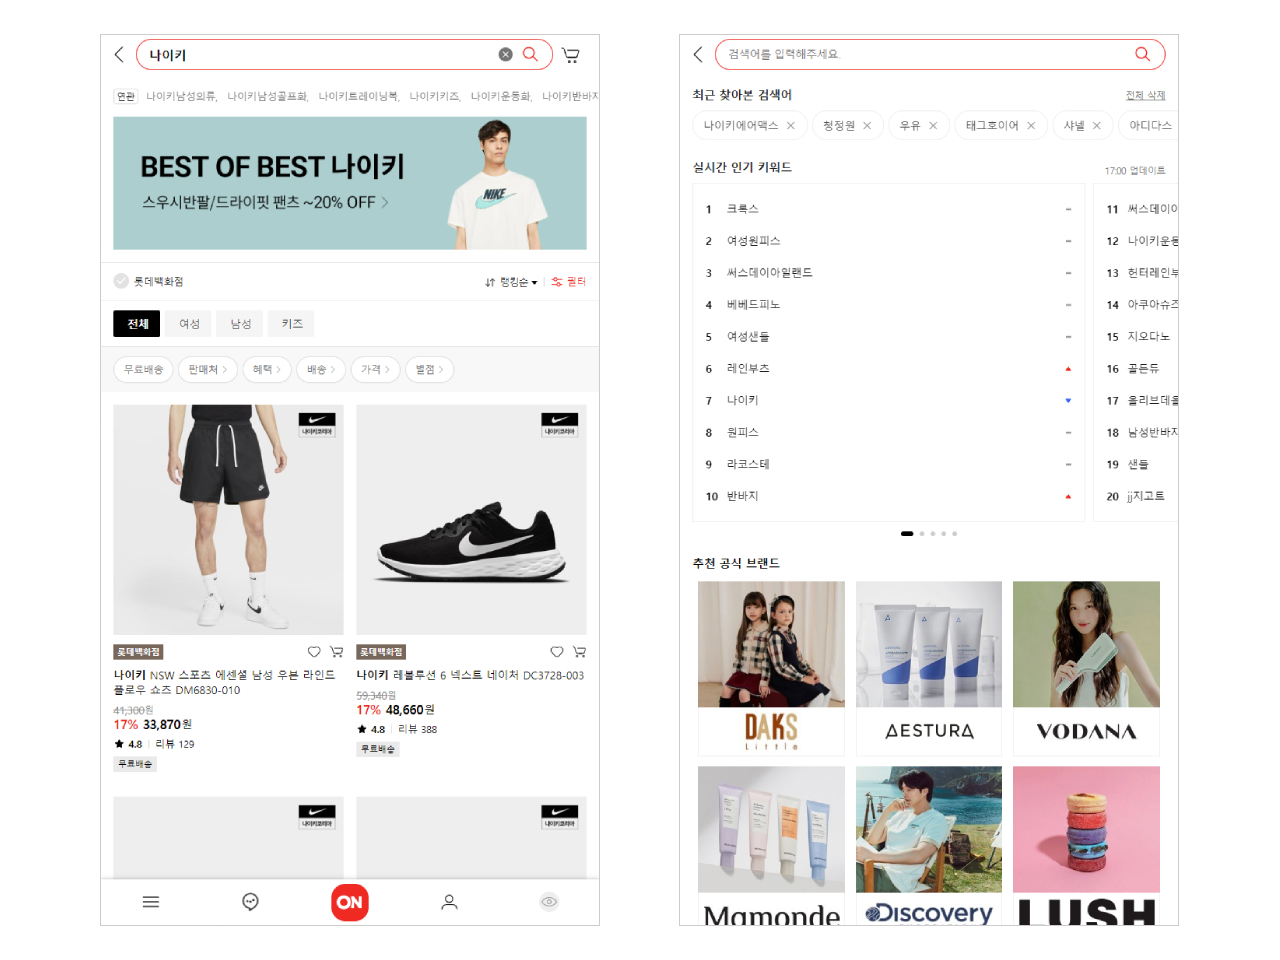 나이키
연관 나이키남성의류, 나이키남성골프화, 나이키트레이닝복, 나이키키즈, 나이키운동화, 나이키반바지
BEST OF BEST 나이키
스우시반팔/드라이핏 팬츠 ~20% OFF >
NIKE
롯데백화점
랭킹순 필터
전체 여성 남성 키즈
무료배송 판매처 > 혜택 > 배송 > 가격 > 별점 >
나이키코리아
나이키코리아
롯데백화점
나이키 NSW 스포츠 에센셜 남성 우븐 라인드
플로우 쇼츠 DM6830-010
41,300원
17% 33,870원
★ 4.8 | 리뷰 129
무료배송
롯데백화점
나이키 레볼루션 6 넥스트 네이처 DC3728-003
59,340원
17% 48,660원
★ 4.8 | 리뷰 388
무료배송
나이키코리아
나이키코리아
ON
검색어를 입력해주세요.
최근 찾아본 검색어 전체 삭제
나이키에어맥스 × 청정원 × 우유 × 태그호이어 × 샤넬 × 아디다스
실시간 인기 키워드 17:00 업데이트
1 크록스 –
2 여성원피스 –
3 써스데이아일랜드 –
4 베베드피노 –
5 여성샌들 –
6 레인부츠 ▲
7 나이키 ▼
8 원피스 –
9 라코스테 –
10 반바지 ▲
11 써스데이아
12 나이키운동
13 헌터레인부
14 아쿠아슈즈
15 지오다노
16 골든듀
17 올리브데올
18 남성반바지
19 샌들
20 jj지고트
추천 공식 브랜드
DAKS
Little
AESTURA
VODANA
Mamonde
Discovery
LUSH